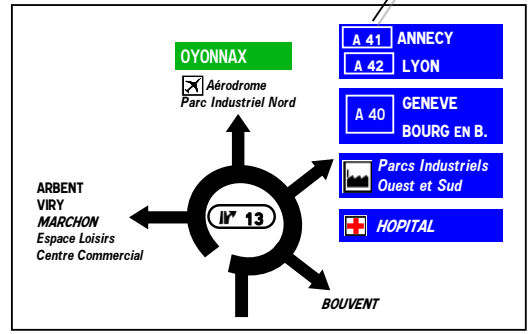 OYONNAX
Aérodrome
Parc Industriel Nord
A 41 ANNECY
A 42 LYON
A 40 GENEVE
BOURG EN B.
Parcs Industriels
Ouest et Sud
HOPITAL
ARBENT
VIRY
MARCHON
Espace Loisirs
Centre Commercial
13
BOUVENT